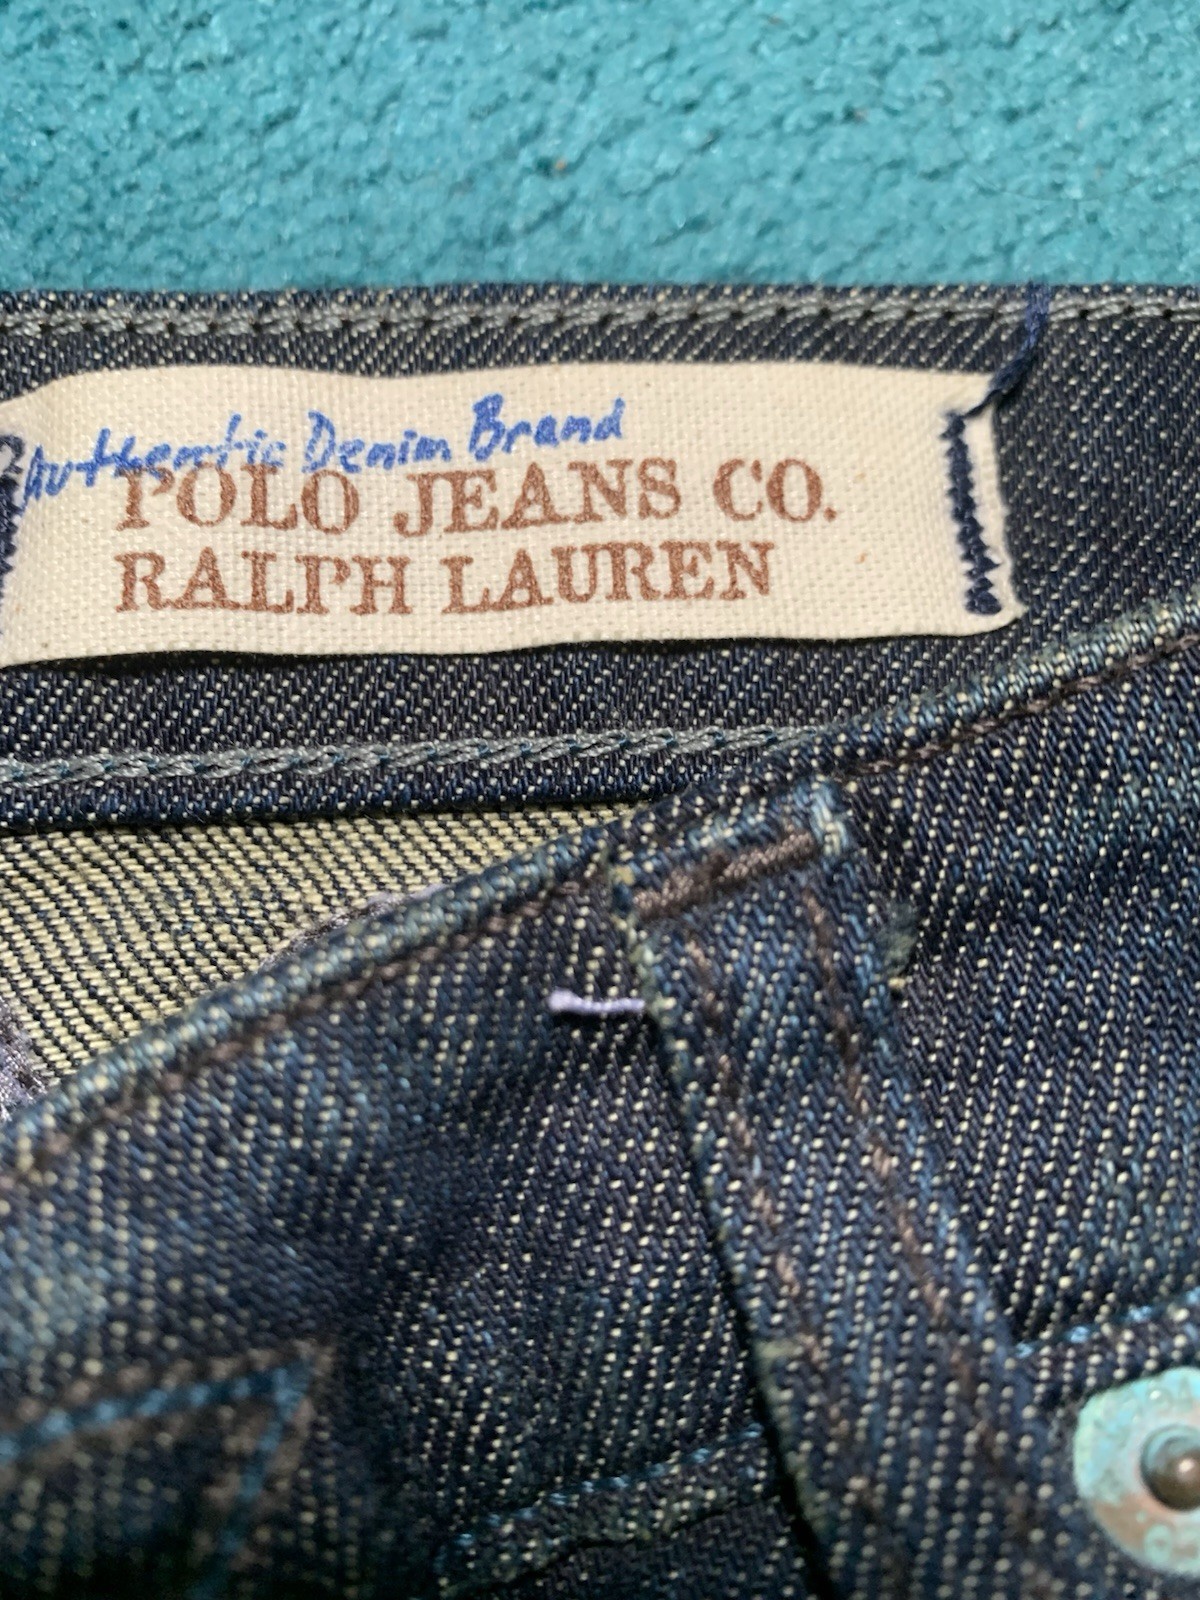 Authentic Denim Brand
POLO JEANS CO.
RALPH LAUREN